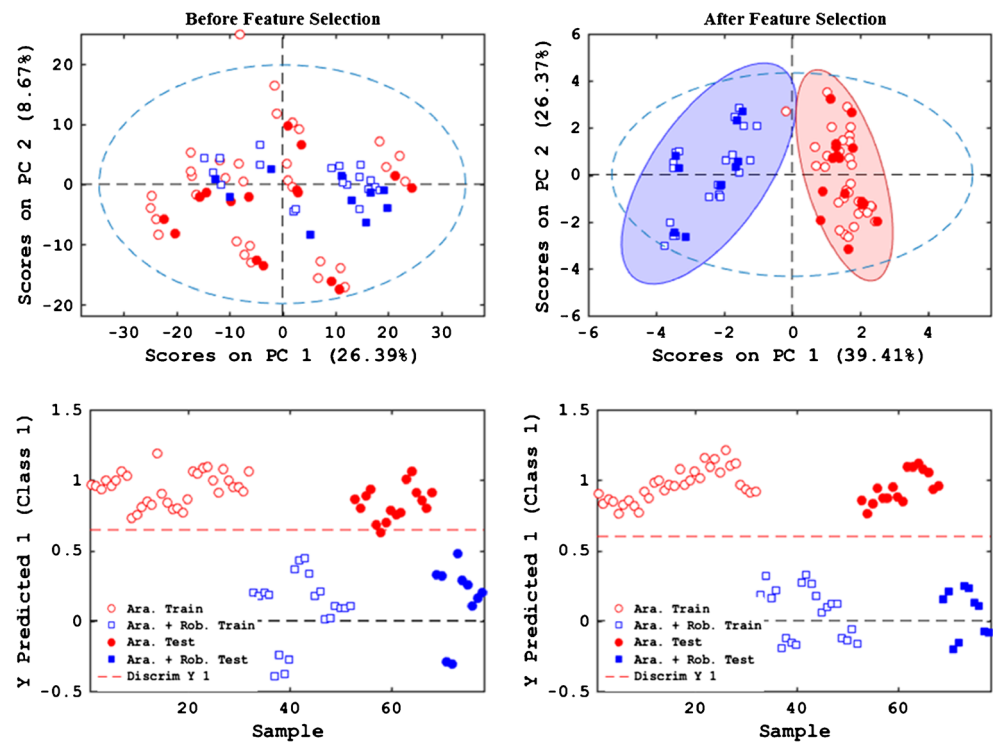 Before Feature Selection
After Feature Selection
Scores on PC 2 (8.67%)
20
10
0
-10
-20
-30
-20
-10
0
10
20
30
Scores on PC 1 (26.39%)
Scores on PC 2 (26.37%)
6
4
2
0
-2
-4
-6
-6
-4
-2
0
2
4
Scores on PC 1 (39.41%)
Y Predicted 1 (Class 1)
1.5
1
0.5
0
-0.5
Ara. Train
Ara. + Rob. Train
Ara. Test
Ara. + Rob. Test
Discrim Y 1
20
40
60
Sample
Y Predicted 1 (Class 1)
1.5
1
0.5
0
-0.5
Ara. Train
Ara. + Rob. Train
Ara. Test
Ara. + Rob. Test
Discrim Y 1
20
40
60
Sample